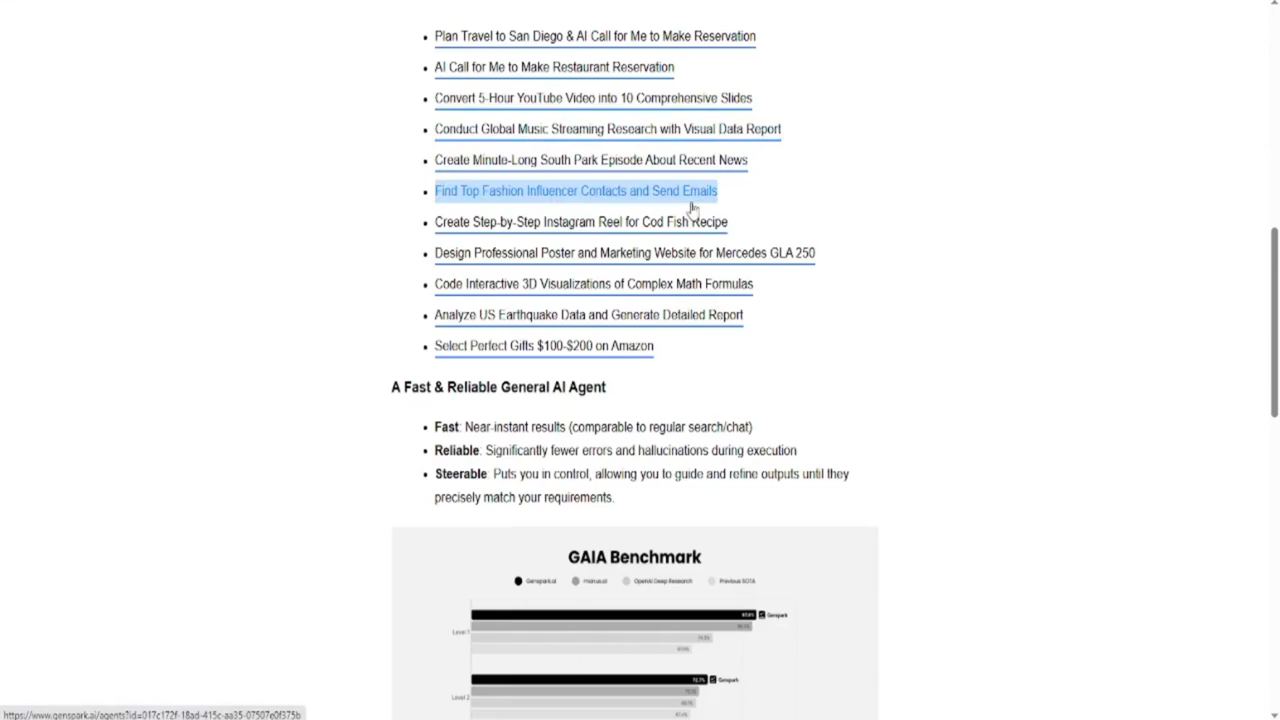 Plan Travel to San Diego & AI Call for Me to Make Reservation
AI Call for Me to Make Restaurant Reservation
Convert 5-Hour YouTube Video into 10 Comprehensive Slides
Conduct Global Music Streaming Research with Visual Data Report
Create Minute-Long South Park Episode About Recent News
Find Top Fashion Influencer Contacts and Send Emails
Create Step-by-Step Instagram Reel for Cod Fish Recipe
Design Professional Poster and Marketing Website for Mercedes GLA 250
Code Interactive 3D Visualizations of Complex Math Formulas
Analyze US Earthquake Data and Generate Detailed Report
Select Perfect Gifts $100-$200 on Amazon
A Fast & Reliable General AI Agent
Fast: Near-instant results (comparable to regular search/chat)
Reliable: Significantly fewer errors and hallucinations during execution
Steerable: Puts you in control, allowing you to guide and refine outputs until they
precisely match your requirements.
GAIA Benchmark
Genspark.ai manus.ai OpenAI Deep Research Previous SOTA
Genspark
Level 1
Genspark
Level 2
https://www.genspark.ai/agents?id=017c172f-18ad-415c-aa35-07507e0f375b